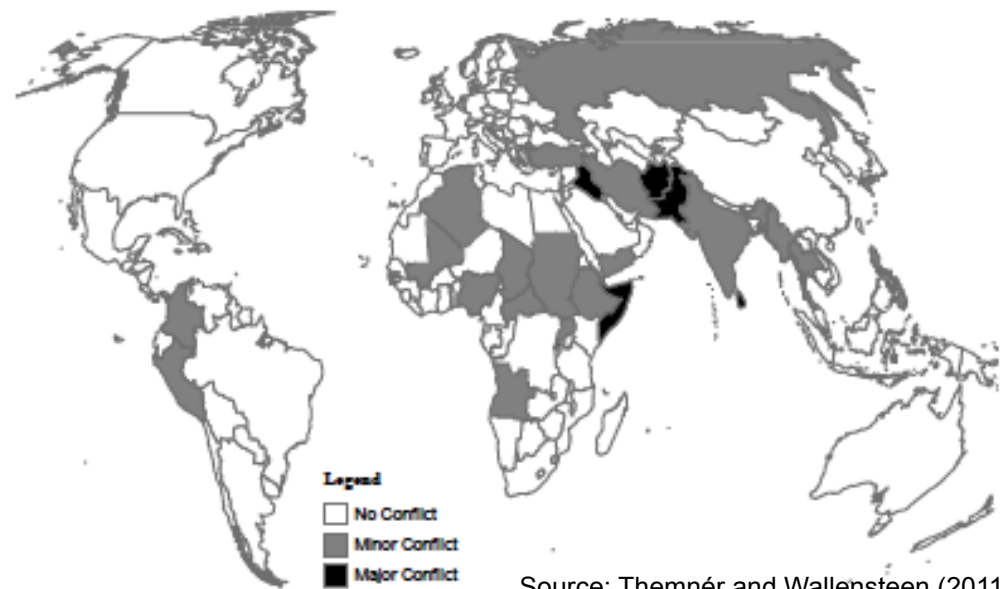 Legend
No Conflict
Minor Conflict
Major Conflict
Source: Themnér and Wallensteen (2011